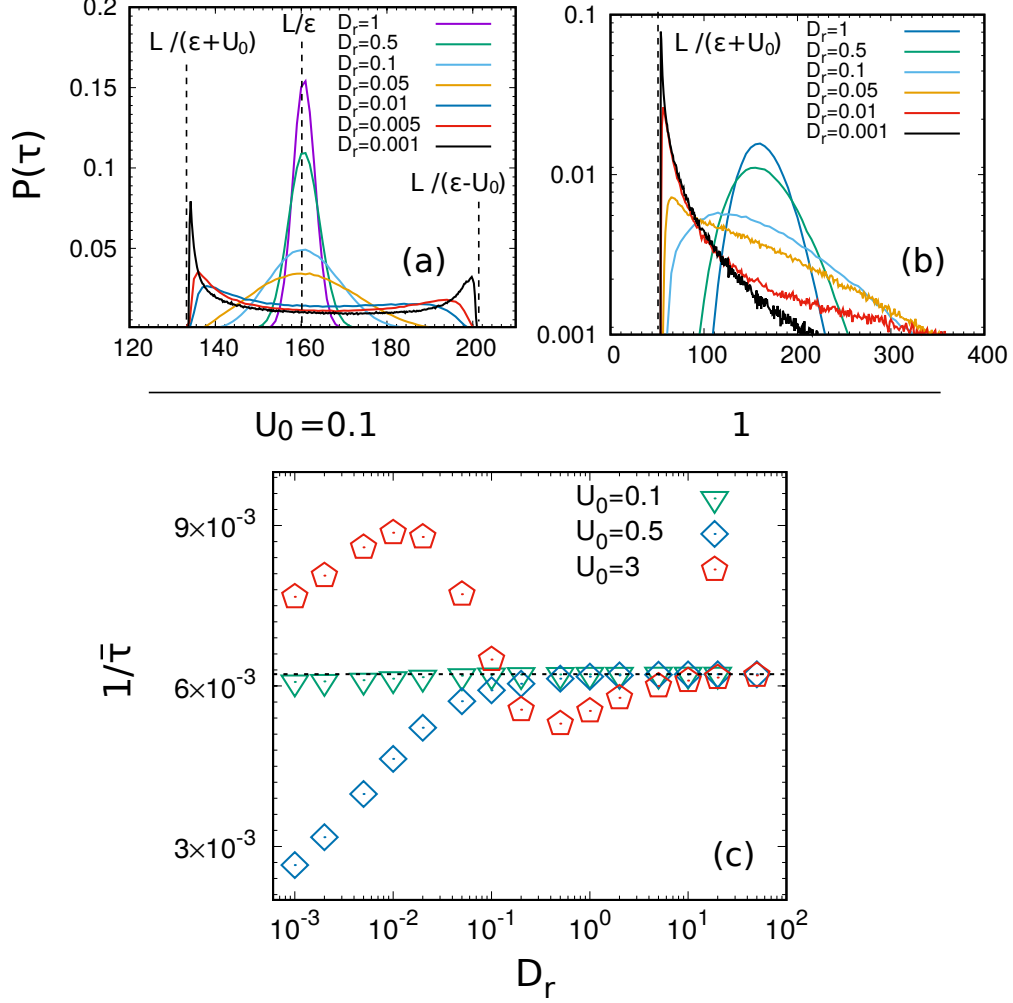 0.2
0.15
0.1
0.05
P(τ)
L /(ε+U₀)
L/ε
L /(ε-U₀)
Dᵣ=1
Dᵣ=0.5
Dᵣ=0.1
Dᵣ=0.05
Dᵣ=0.01
Dᵣ=0.005
Dᵣ=0.001
(a)
120 140 160 180 200
0.1
0.01
0.001
L /(ε+U₀)
Dᵣ=1
Dᵣ=0.5
Dᵣ=0.1
Dᵣ=0.05
Dᵣ=0.01
Dᵣ=0.001
(b)
0 100 200 300 400
U₀ =0.1 1
9×10⁻³
6×10⁻³
3×10⁻³
1/τ̄
U₀=0.1
U₀=0.5
U₀=3
(c)
10⁻³ 10⁻² 10⁻¹ 10⁰ 10¹ 10²
Dᵣ